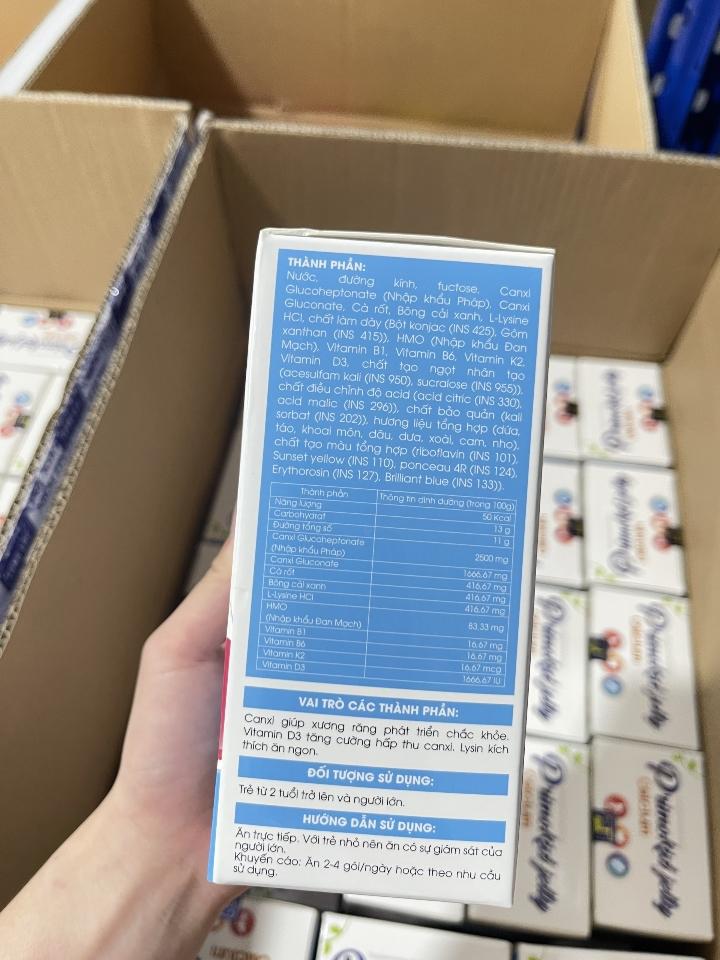 THÀNH PHẦN:
Nước, đường kính, fuctose, Canxi
Glucoheptonate (Nhập khẩu Pháp), Canxi
Gluconate, Cà rốt, Bông cải xanh, L-Lysine
HCl, chất làm dày (Bột konjac (INS 425), Gôm
xanthan (INS 415)), HMO (Nhập khẩu Đan
Mạch), Vitamin B1, Vitamin B6, Vitamin K2,
Vitamin D3, chất tạo ngọt nhân tạo
(acesulfam kali (INS 950), sucralose (INS 955)),
chất điều chỉnh độ acid (acid citric (INS 330),
acid malic (INS 296)), chất bảo quản (kali
sorbat (INS 202)), hương liệu tổng hợp (dứa,
táo, khoai môn, dâu, dưa, xoài, cam, nho),
chất tạo màu tổng hợp (riboflavin (INS 101),
Sunset yellow (INS 110), ponceau 4R (INS 124),
Erythorosin (INS 127), Brilliant blue (INS 133)).
Thành phần Thông tin dinh dưỡng (Trong 100g)
Năng lượng 50 Kcal
Carbohydrat 13 g
Đường tổng số 11 g
Canxi Glucoheptonate
(Nhập khẩu Pháp) 2500 mg
Canxi Gluconate 1666,67 mg
Cà rốt 416,67 mg
Bông cải xanh 416,67 mg
L-Lysine HCl 416,67 mg
HMO
(Nhập khẩu Đan Mạch) 83,33 mg
Vitamin B1 16,67 mg
Vitamin B6 16,67 mg
Vitamin K2 16,67 mcg
Vitamin D3 1666,67 IU
VAI TRÒ CÁC THÀNH PHẦN:
Canxi giúp xương răng phát triển chắc khỏe.
Vitamin D3 tăng cường hấp thu canxi. Lysin kích
thích ăn ngon.
ĐỐI TƯỢNG SỬ DỤNG:
Trẻ từ 2 tuổi trở lên và người lớn.
HƯỚNG DẪN SỬ DỤNG:
Ăn trực tiếp. Với trẻ nhỏ nên ăn có sự giám sát của
người lớn.
Khuyến cáo: Ăn 2-4 gói/ngày hoặc theo nhu cầu
sử dụng.